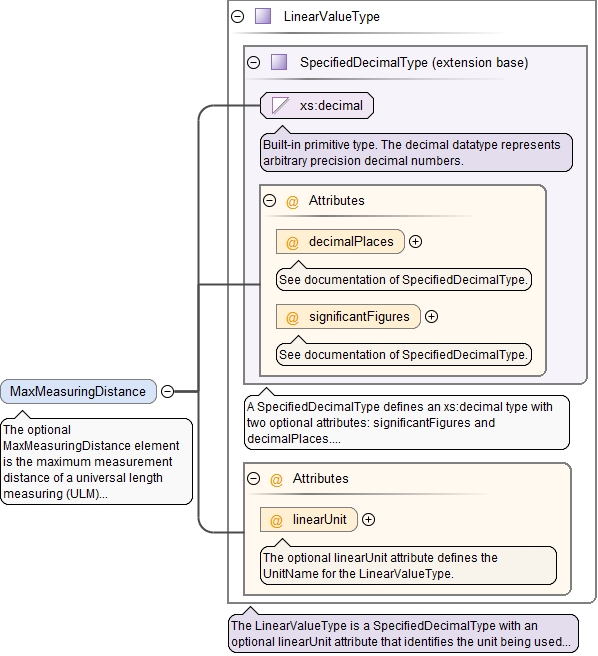 LinearValueType
SpecifiedDecimalType (extension base)
xs:decimal
Built-in primitive type. The decimal datatype represents
arbitrary precision decimal numbers.
@ Attributes
@ decimalPlaces
See documentation of SpecifiedDecimalType.
@ significantFigures
See documentation of SpecifiedDecimalType.
MaxMeasuringDistance
The optional
MaxMeasuringDistance element
is the maximum measurement
distance of a universal length
measuring (ULM)...
A SpecifiedDecimalType defines an xs:decimal type with
two optional attributes: significantFigures and
decimalPlaces....
@ Attributes
@ linearUnit
The optional linearUnit attribute defines the
UnitName for the LinearValueType.
The LinearValueType is a SpecifiedDecimalType with an
optional linearUnit attribute that identifies the unit being used...